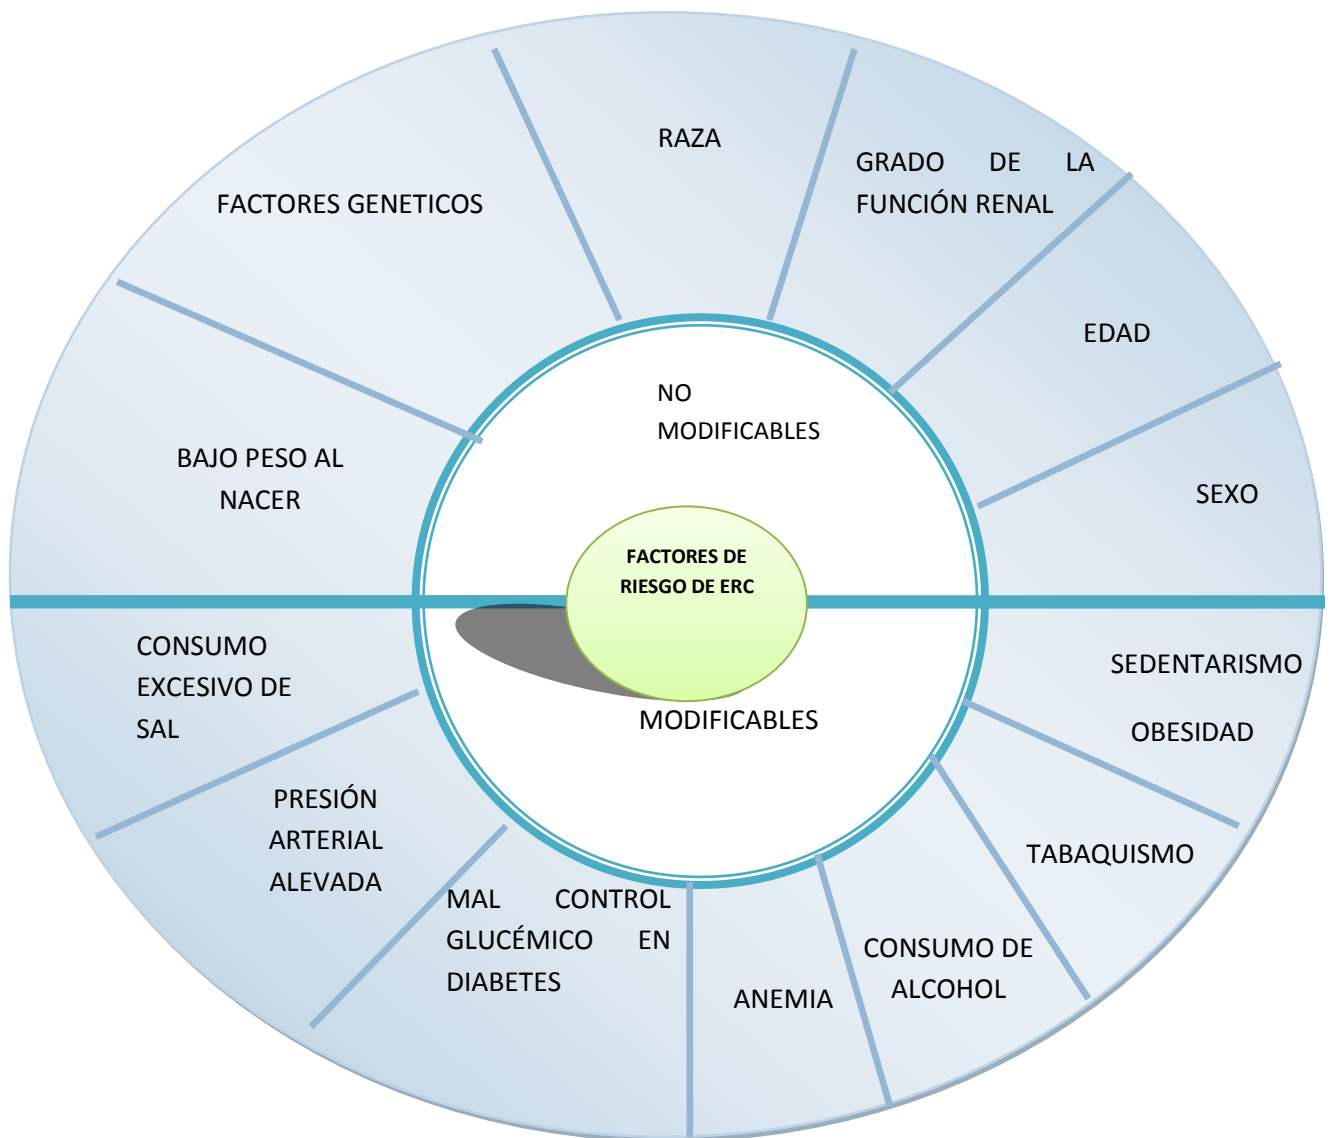 RAZA
GRADO DE LA
FUNCIÓN RENAL
FACTORES GENETICOS
EDAD
NO
MODIFICABLES
BAJO PESO AL
NACER
SEXO
FACTORES DE
RIESGO DE ERC
CONSUMO
EXCESIVO DE
SAL
SEDENTARISMO
OBESIDAD
MODIFICABLES
PRESIÓN
ARTERIAL
ALEVADA
TABAQUISMO
MAL CONTROL
GLUCÉMICO EN
DIABETES
ANEMIA
CONSUMO DE
ALCOHOL